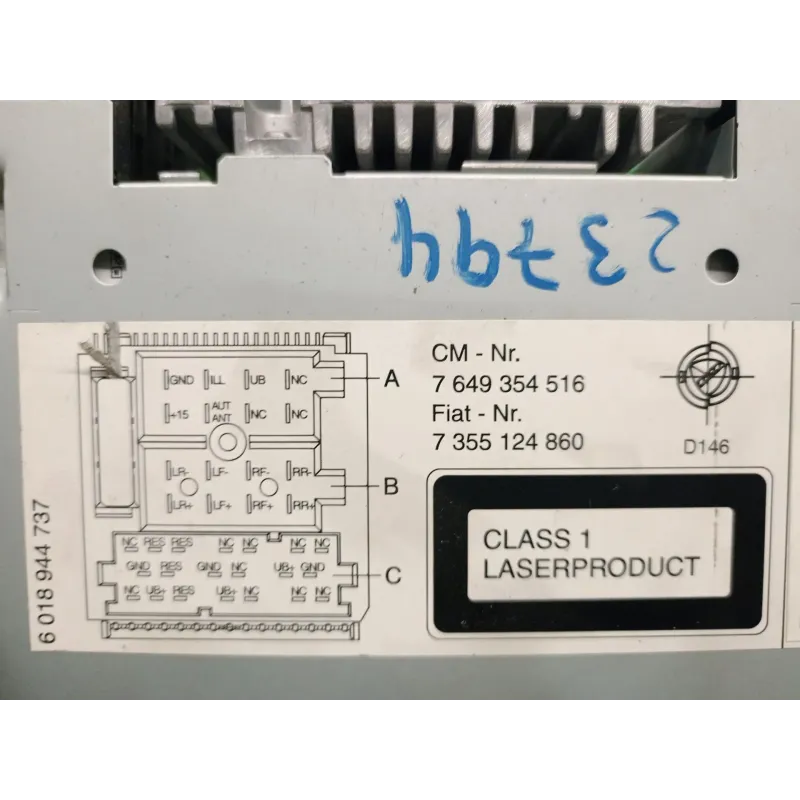 23794
GND ILL UB NC
A
+15 AUT ANT NC NC
LR- LF- RF- RR-
B
LR+ LF+ RF+ RR+
NC RES RES NC NC NC NC
GND RES GND NC UB+ GND
C
NC UB+ RES UB+ NC NC NC
6 018 944 737
CM - Nr.
7 649 354 516
Fiat - Nr.
7 355 124 860
D146
CLASS 1
LASERPRODUCT